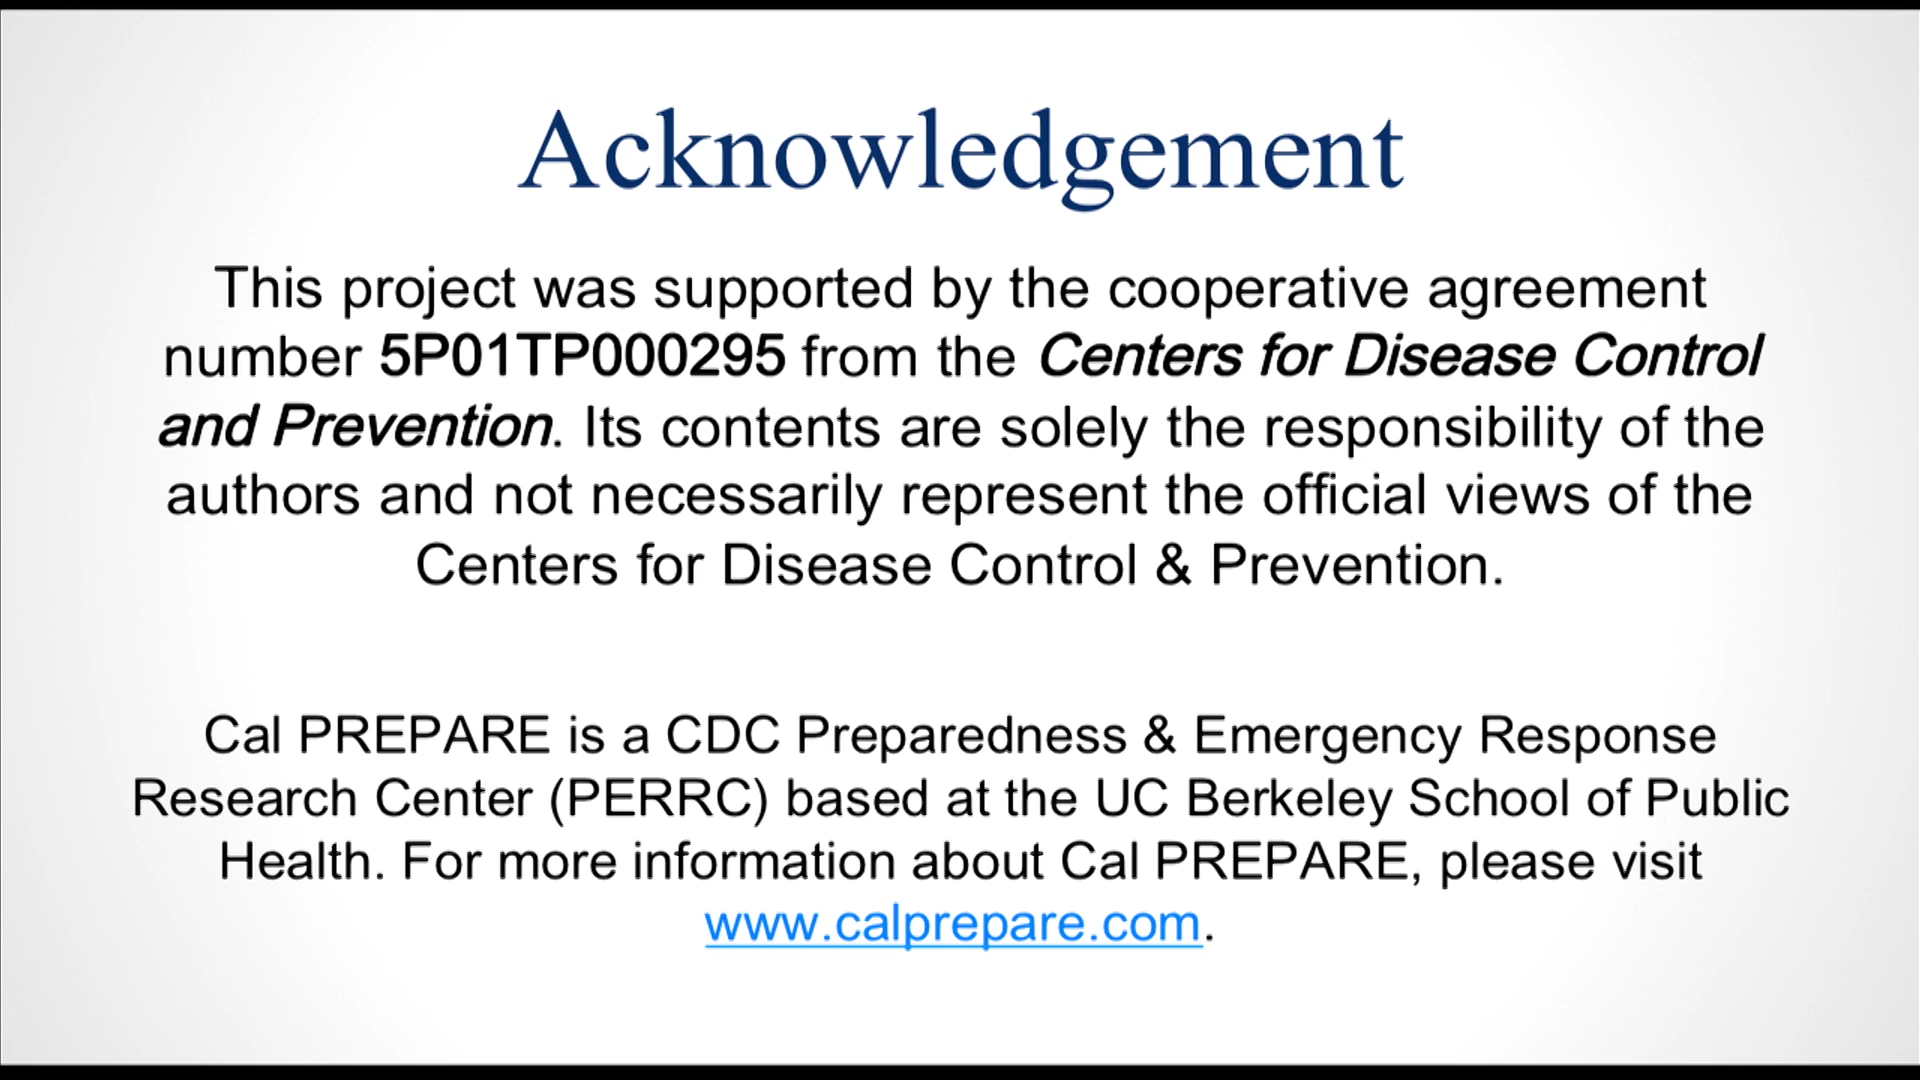 Acknowledgement
This project was supported by the cooperative agreement
number 5P01TP000295 from the Centers for Disease Control
and Prevention. Its contents are solely the responsibility of the
authors and not necessarily represent the official views of the
Centers for Disease Control & Prevention.
Cal PREPARE is a CDC Preparedness & Emergency Response
Research Center (PERRC) based at the UC Berkeley School of Public
Health. For more information about Cal PREPARE, please visit
www.calprepare.com.